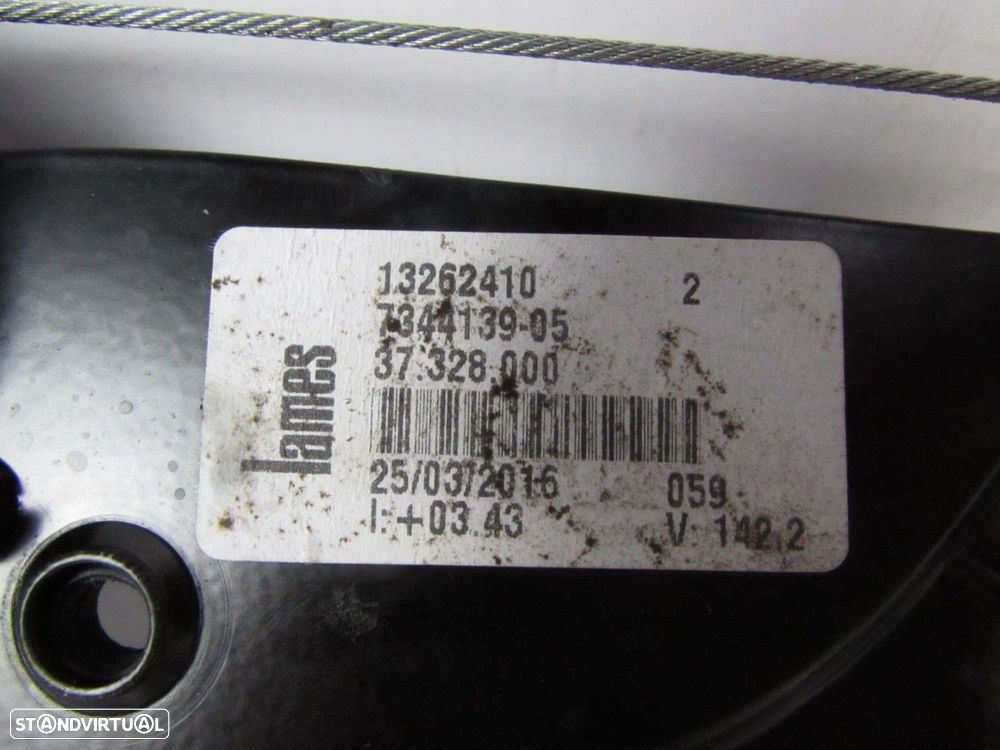 13262410 2
7344139-05
37.328.000
lames
25/03/2016 059
I:+03.43 V: 142.2
STANDVIRTUAL